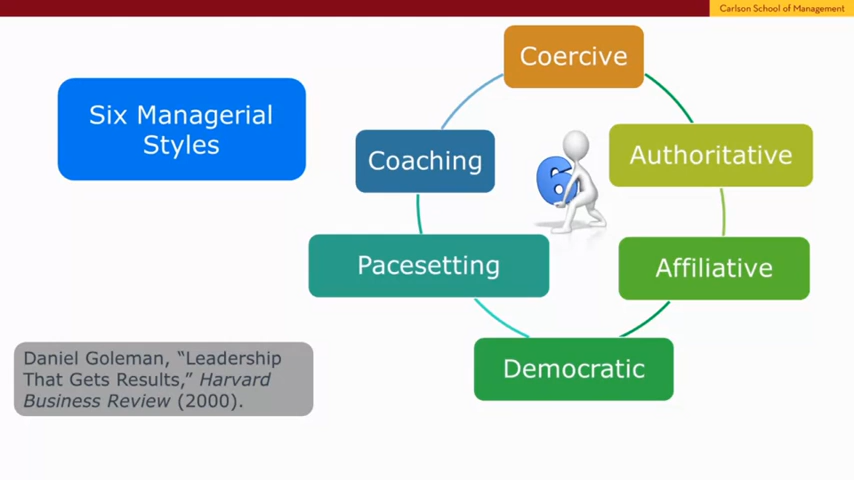 Carlson School of Management
Six Managerial
Styles
Coercive
Authoritative
Affiliative
Democratic
Pacesetting
Coaching
6
Daniel Goleman, “Leadership
That Gets Results,” Harvard
Business Review (2000).